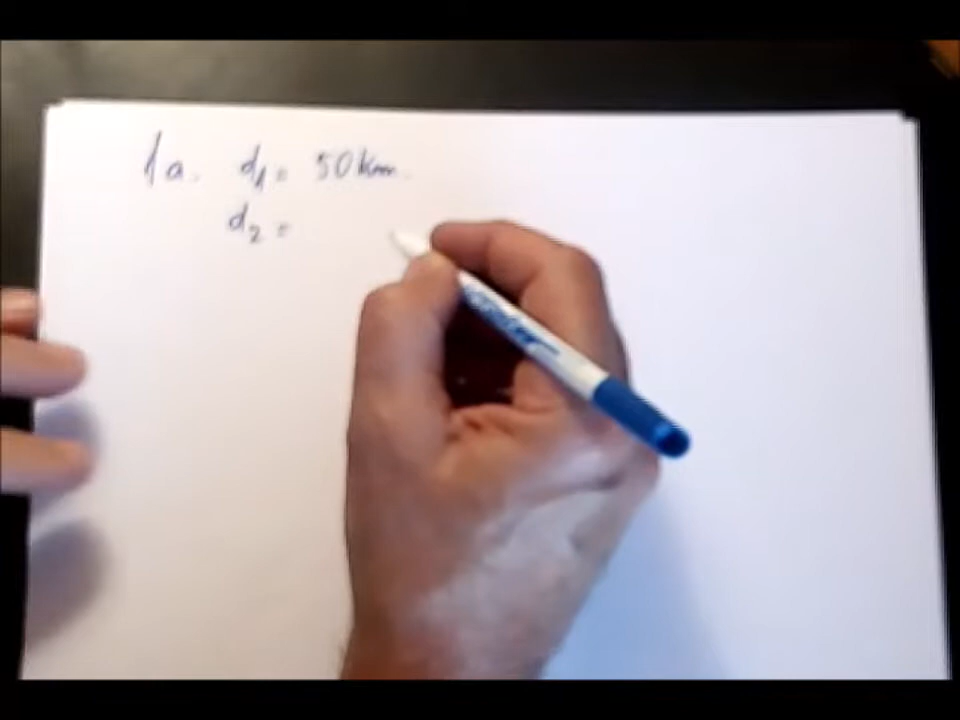 1a. d1 = 50 km.
d2 =